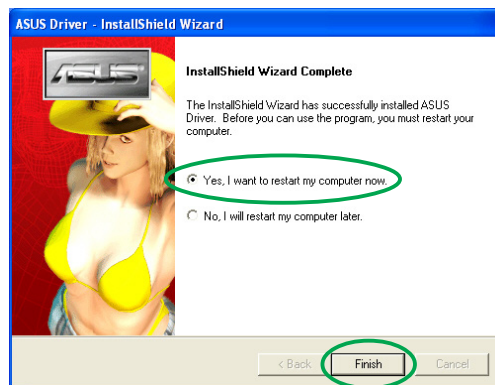 ASUS Driver - InstallShield Wizard
ASUS
InstallShield Wizard Complete
The InstallShield Wizard has successfully installed ASUS
Driver. Before you can use the program, you must restart your
computer.
Yes, I want to restart my computer now.
No, I will restart my computer later.
< Back
Finish
Cancel